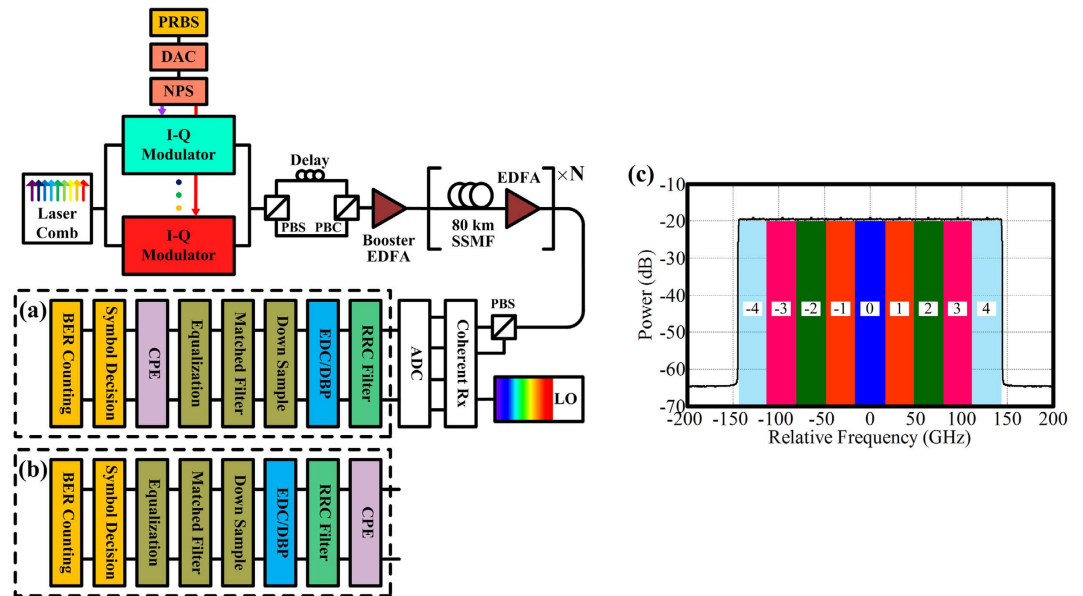 PRBS
DAC
NPS
I-Q
Modulator
I-Q
Modulator
Laser
Comb
Delay
PBS PBC
Booster
EDFA
EDFA
×N
80 km
SSMF
PBS
(a)
BER Counting
Symbol Decision
CPE
Equalization
Matched Filter
Down Sample
EDC/DBP
RRC Filter
ADC
Coherent Rx
LO
(b)
BER Counting
Symbol Decision
Equalization
Matched Filter
Down Sample
EDC/DBP
RRC Filter
CPE
(c)
Power (dB)
-10
-20
-30
-40
-50
-60
-70
-4 -3 -2 -1 0 1 2 3 4
-200 -150 -100 -50 0 50 100 150 200
Relative Frequency (GHz)